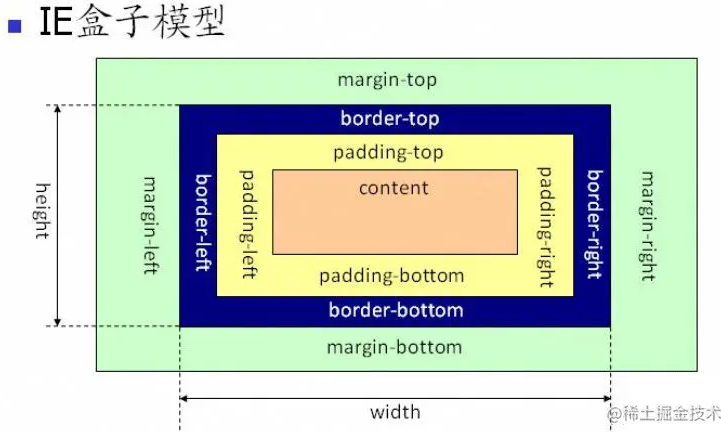 IE盒子模型
margin-top
border-top
padding-top
content
height
margin-left
border-left
padding-left
padding-right
border-right
margin-right
padding-bottom
border-bottom
margin-bottom
width
@稀土掘金技术